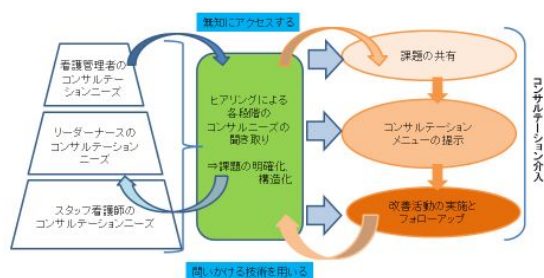 無知にアクセスする
看護管理者の
コンサルテー
ションニーズ
リーダーナースの
コンサルテーション
ニーズ
スタッフ看護師の
コンサルテーションニーズ
ヒアリングによる
各段階の
コンサルニーズの
聞き取り
⇒課題の明確化、
構造化
課題の共有
コンサルテーション
メニューの提示
改善活動の実施と
フォローアップ
コンサルテーション介入
問いかける技術を用いる